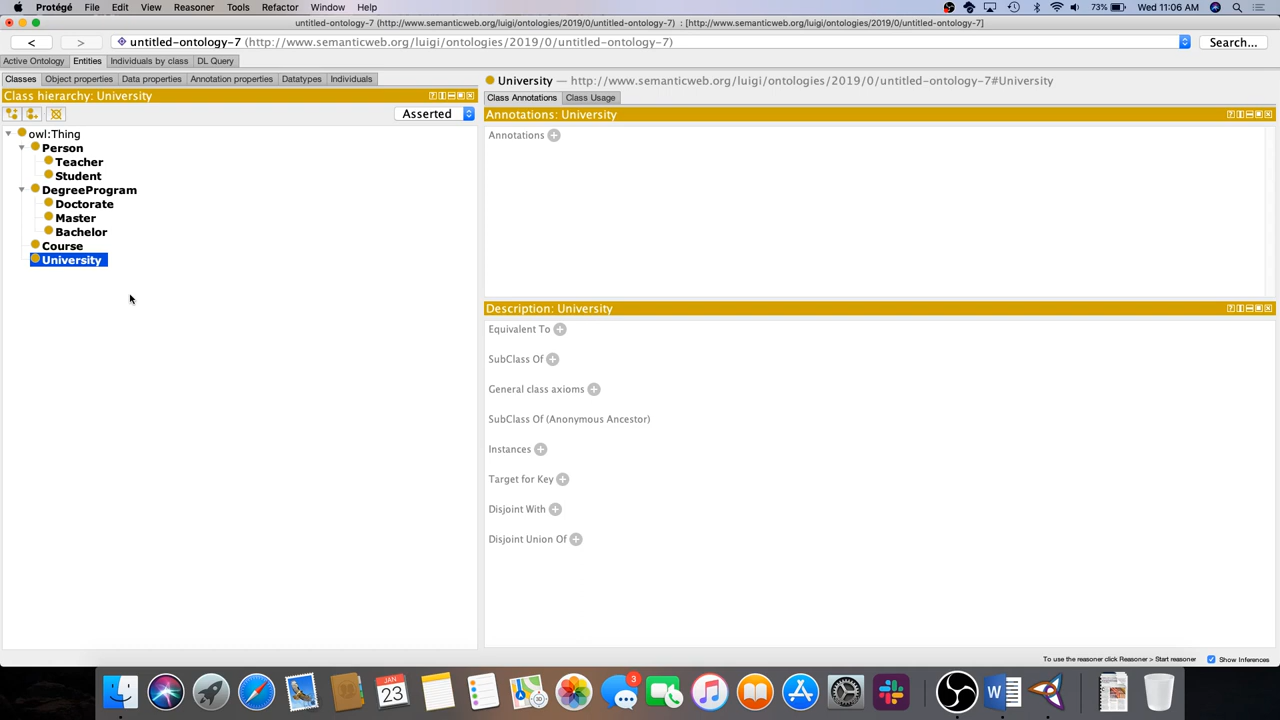 Protégé File Edit View Reasoner Tools Refactor Window Help 73% Wed 11:06 AM
untitled-ontology-7 (http://www.semanticweb.org/luigi/ontologies/2019/0/untitled-ontology-7) : [http://www.semanticweb.org/luigi/ontologies/2019/0/untitled-ontology-7]
< > untitled-ontology-7 (http://www.semanticweb.org/luigi/ontologies/2019/0/untitled-ontology-7) Search...
Active Ontology Entities Individuals by class DL Query
Classes Object properties Data properties Annotation properties Datatypes Individuals
University — http://www.semanticweb.org/luigi/ontologies/2019/0/untitled-ontology-7#University
Class hierarchy: University
Class Annotations Class Usage
Asserted
Annotations: University
owl:Thing
Annotations
Person
Teacher
Student
DegreeProgram
Doctorate
Master
Bachelor
Course
University
Description: University
Equivalent To
SubClass Of
General class axioms
SubClass Of (Anonymous Ancestor)
Instances
Target for Key
Disjoint With
Disjoint Union Of
To use the reasoner click Reasoner > Start reasoner Show Inferences
JAN
23
3